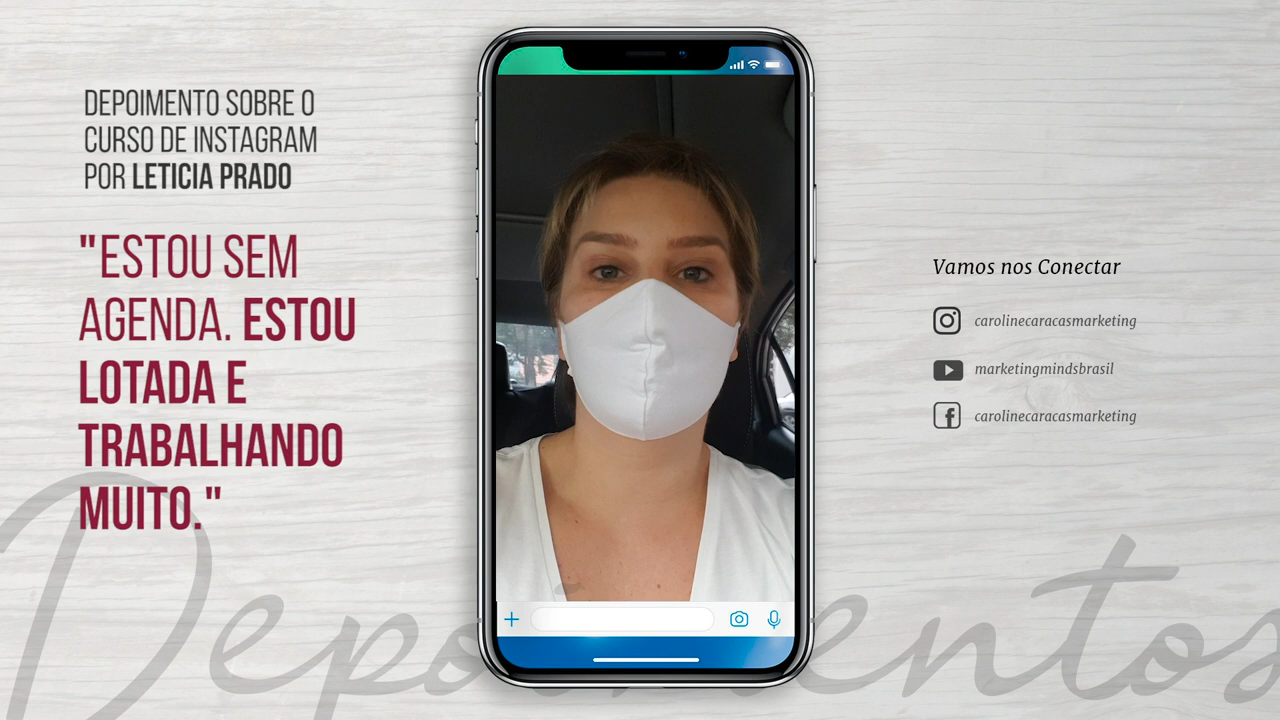 DEPOIMENTO SOBRE O
CURSO DE INSTAGRAM
POR LETICIA PRADO
"ESTOU SEM
AGENDA. ESTOU
LOTADA E
TRABALHANDO
MUITO."
Vamos nos Conectar
carolinecaracasmarketing
marketingmindsbrasil
carolinecaracasmarketing
Depoimentos